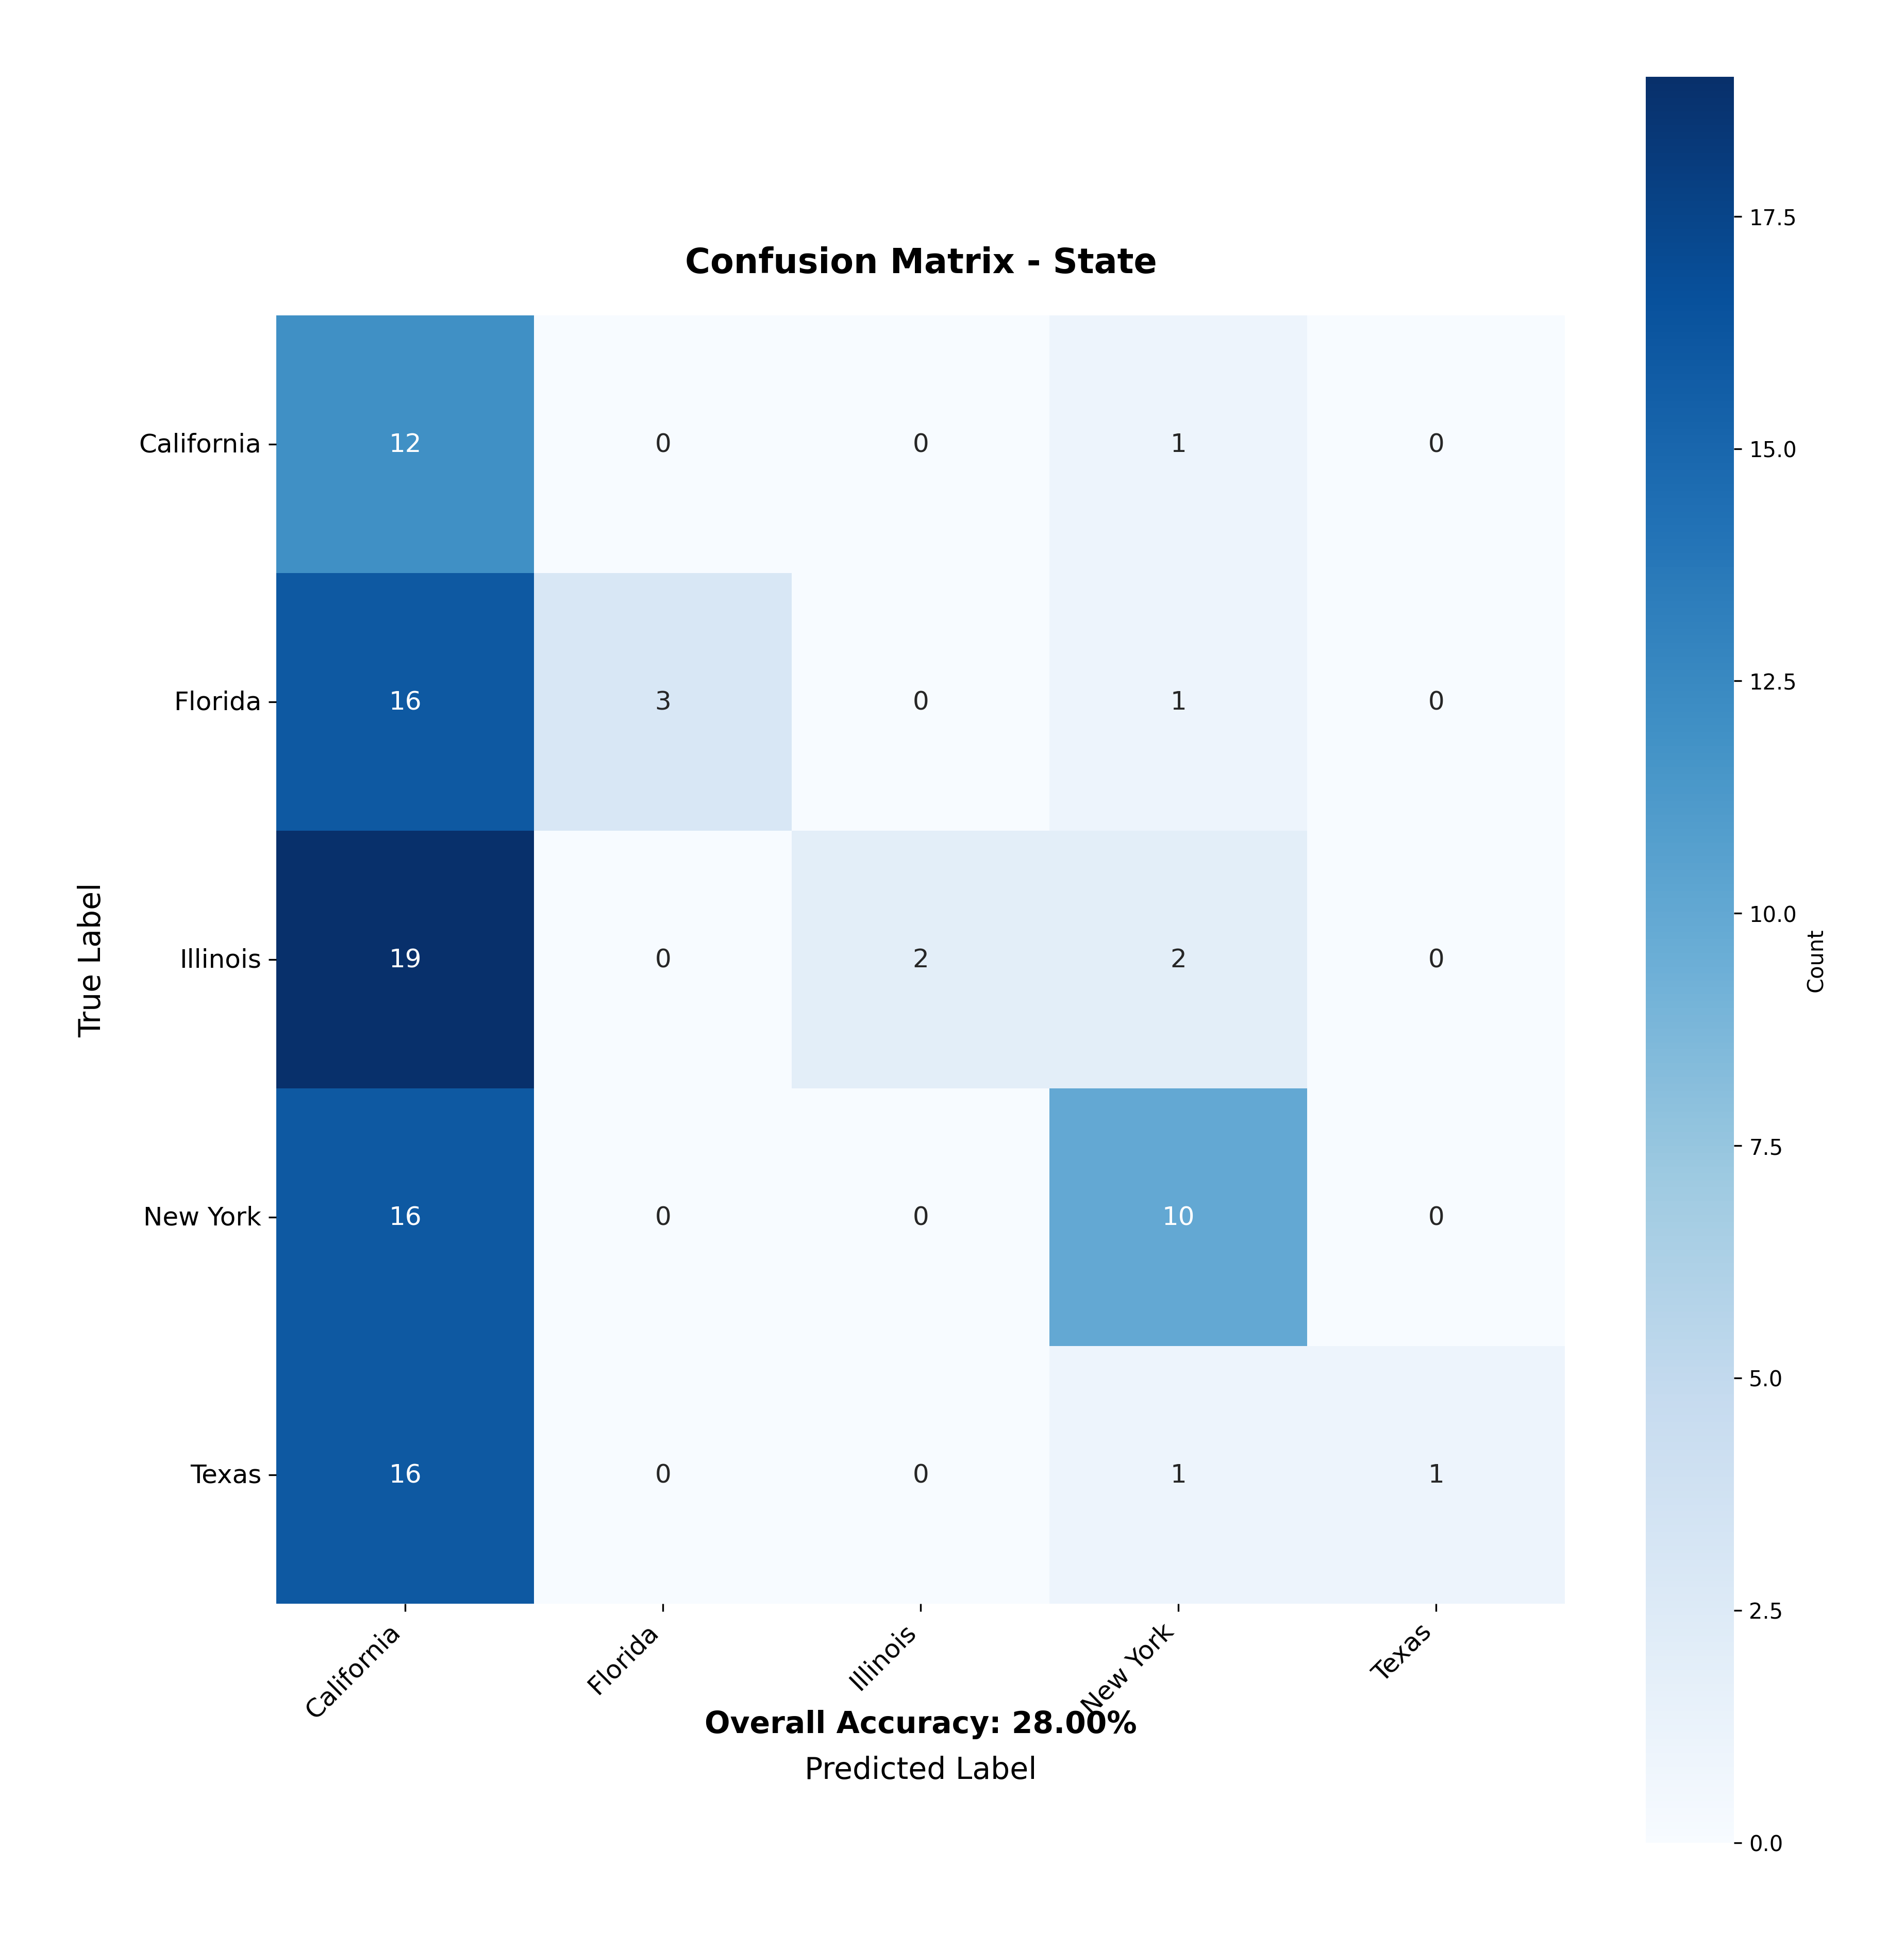 Confusion Matrix - State
True Label
California 12 0 0 1 0
Florida 16 3 0 1 0
Illinois 19 0 2 2 0
New York 16 0 0 10 0
Texas 16 0 0 1 1
California Florida Illinois New York Texas
Overall Accuracy: 28.00%
Predicted Label
17.5
15.0
12.5
10.0
7.5
5.0
2.5
0.0
Count